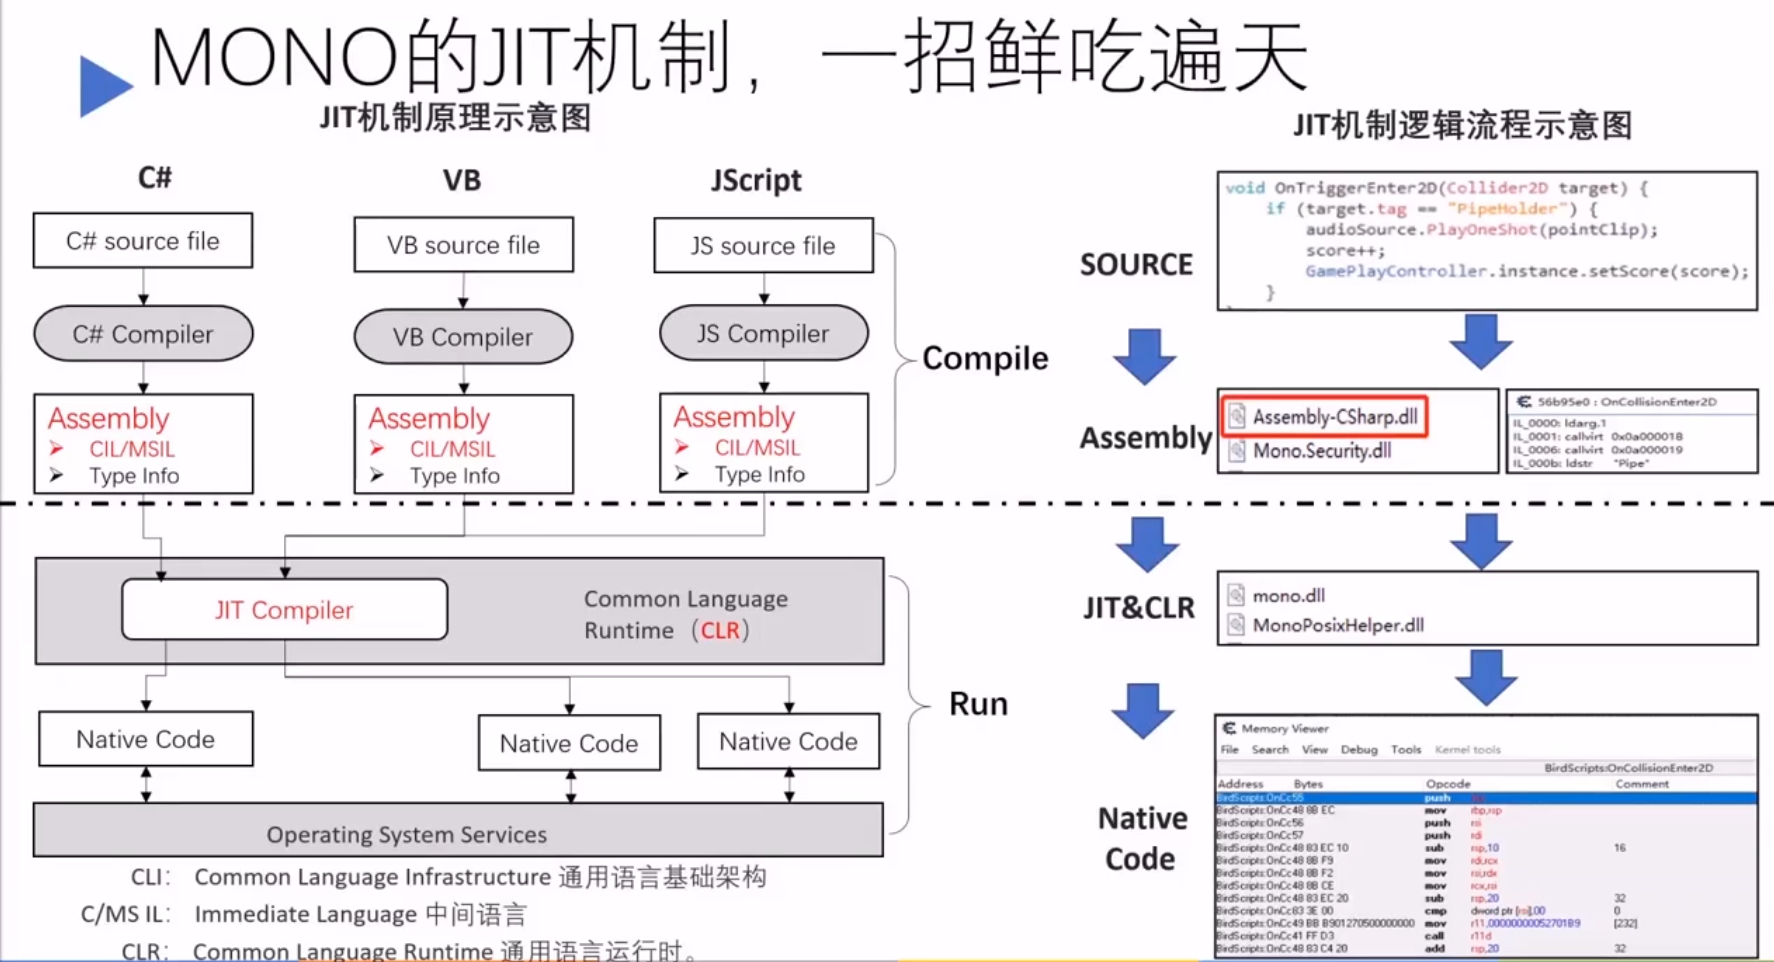 MONO的JIT机制，一招鲜吃遍天
JIT机制原理示意图
C#
VB
JScript
C# source file
VB source file
JS source file
C# Compiler
VB Compiler
JS Compiler
Compile
Assembly
CIL/MSIL
Type Info
Assembly
CIL/MSIL
Type Info
Assembly
CIL/MSIL
Type Info
JIT Compiler
Common Language
Runtime（CLR）
Run
Native Code
Native Code
Native Code
Operating System Services
CLI： Common Language Infrastructure 通用语言基础架构
C/MS IL： Immediate Language 中间语言
CLR： Common Language Runtime 通用语言运行时。
JIT机制逻辑流程示意图
SOURCE
void OnTriggerEnter2D(Collider2D target) {
if (target.tag == "PipeHolder") {
audioSource.PlayOneShot(pointClip);
score++;
GamePlayController.instance.setScore(score);
}
Assembly
Assembly-CSharp.dll
Mono.Security.dll
56b95e0 : OnCollisionEnter2D
IL_0000: ldarg.1
IL_0001: callvirt 0x0a000018
IL_0006: callvirt 0x0a000019
IL_000b: ldstr "Pipe"
JIT&CLR
mono.dll
MonoPosixHelper.dll
Native
Code
Memory Viewer
File Search View Debug Tools Kernel tools
BirdScripts:OnCollisionEnter2D
Address Bytes Opcode Comment
BirdScripts:OnCc55 push
BirdScripts:OnCc48 8B EC mov rbp,rsp
BirdScripts:OnCc56 push rsi
BirdScripts:OnCc57 push rdi
BirdScripts:OnCc48 83 EC 10 sub rsp,10 16
BirdScripts:OnCc48 8B F9 mov rdi,rcx
BirdScripts:OnCc48 8B F2 mov rsi,rdx
BirdScripts:OnCc48 8B CE mov rcx,rsi
BirdScripts:OnCc48 83 EC 20 sub rsp,20 32
BirdScripts:OnCc83 3E 00 cmp dword ptr [rsi],00 0
BirdScripts:OnCc49 BB B901270500000000 mov r11,00000000052701B9 [232]
BirdScripts:OnCc41 FF D3 call r11d
BirdScripts:OnCc48 83 C4 20 add rsp,20 32